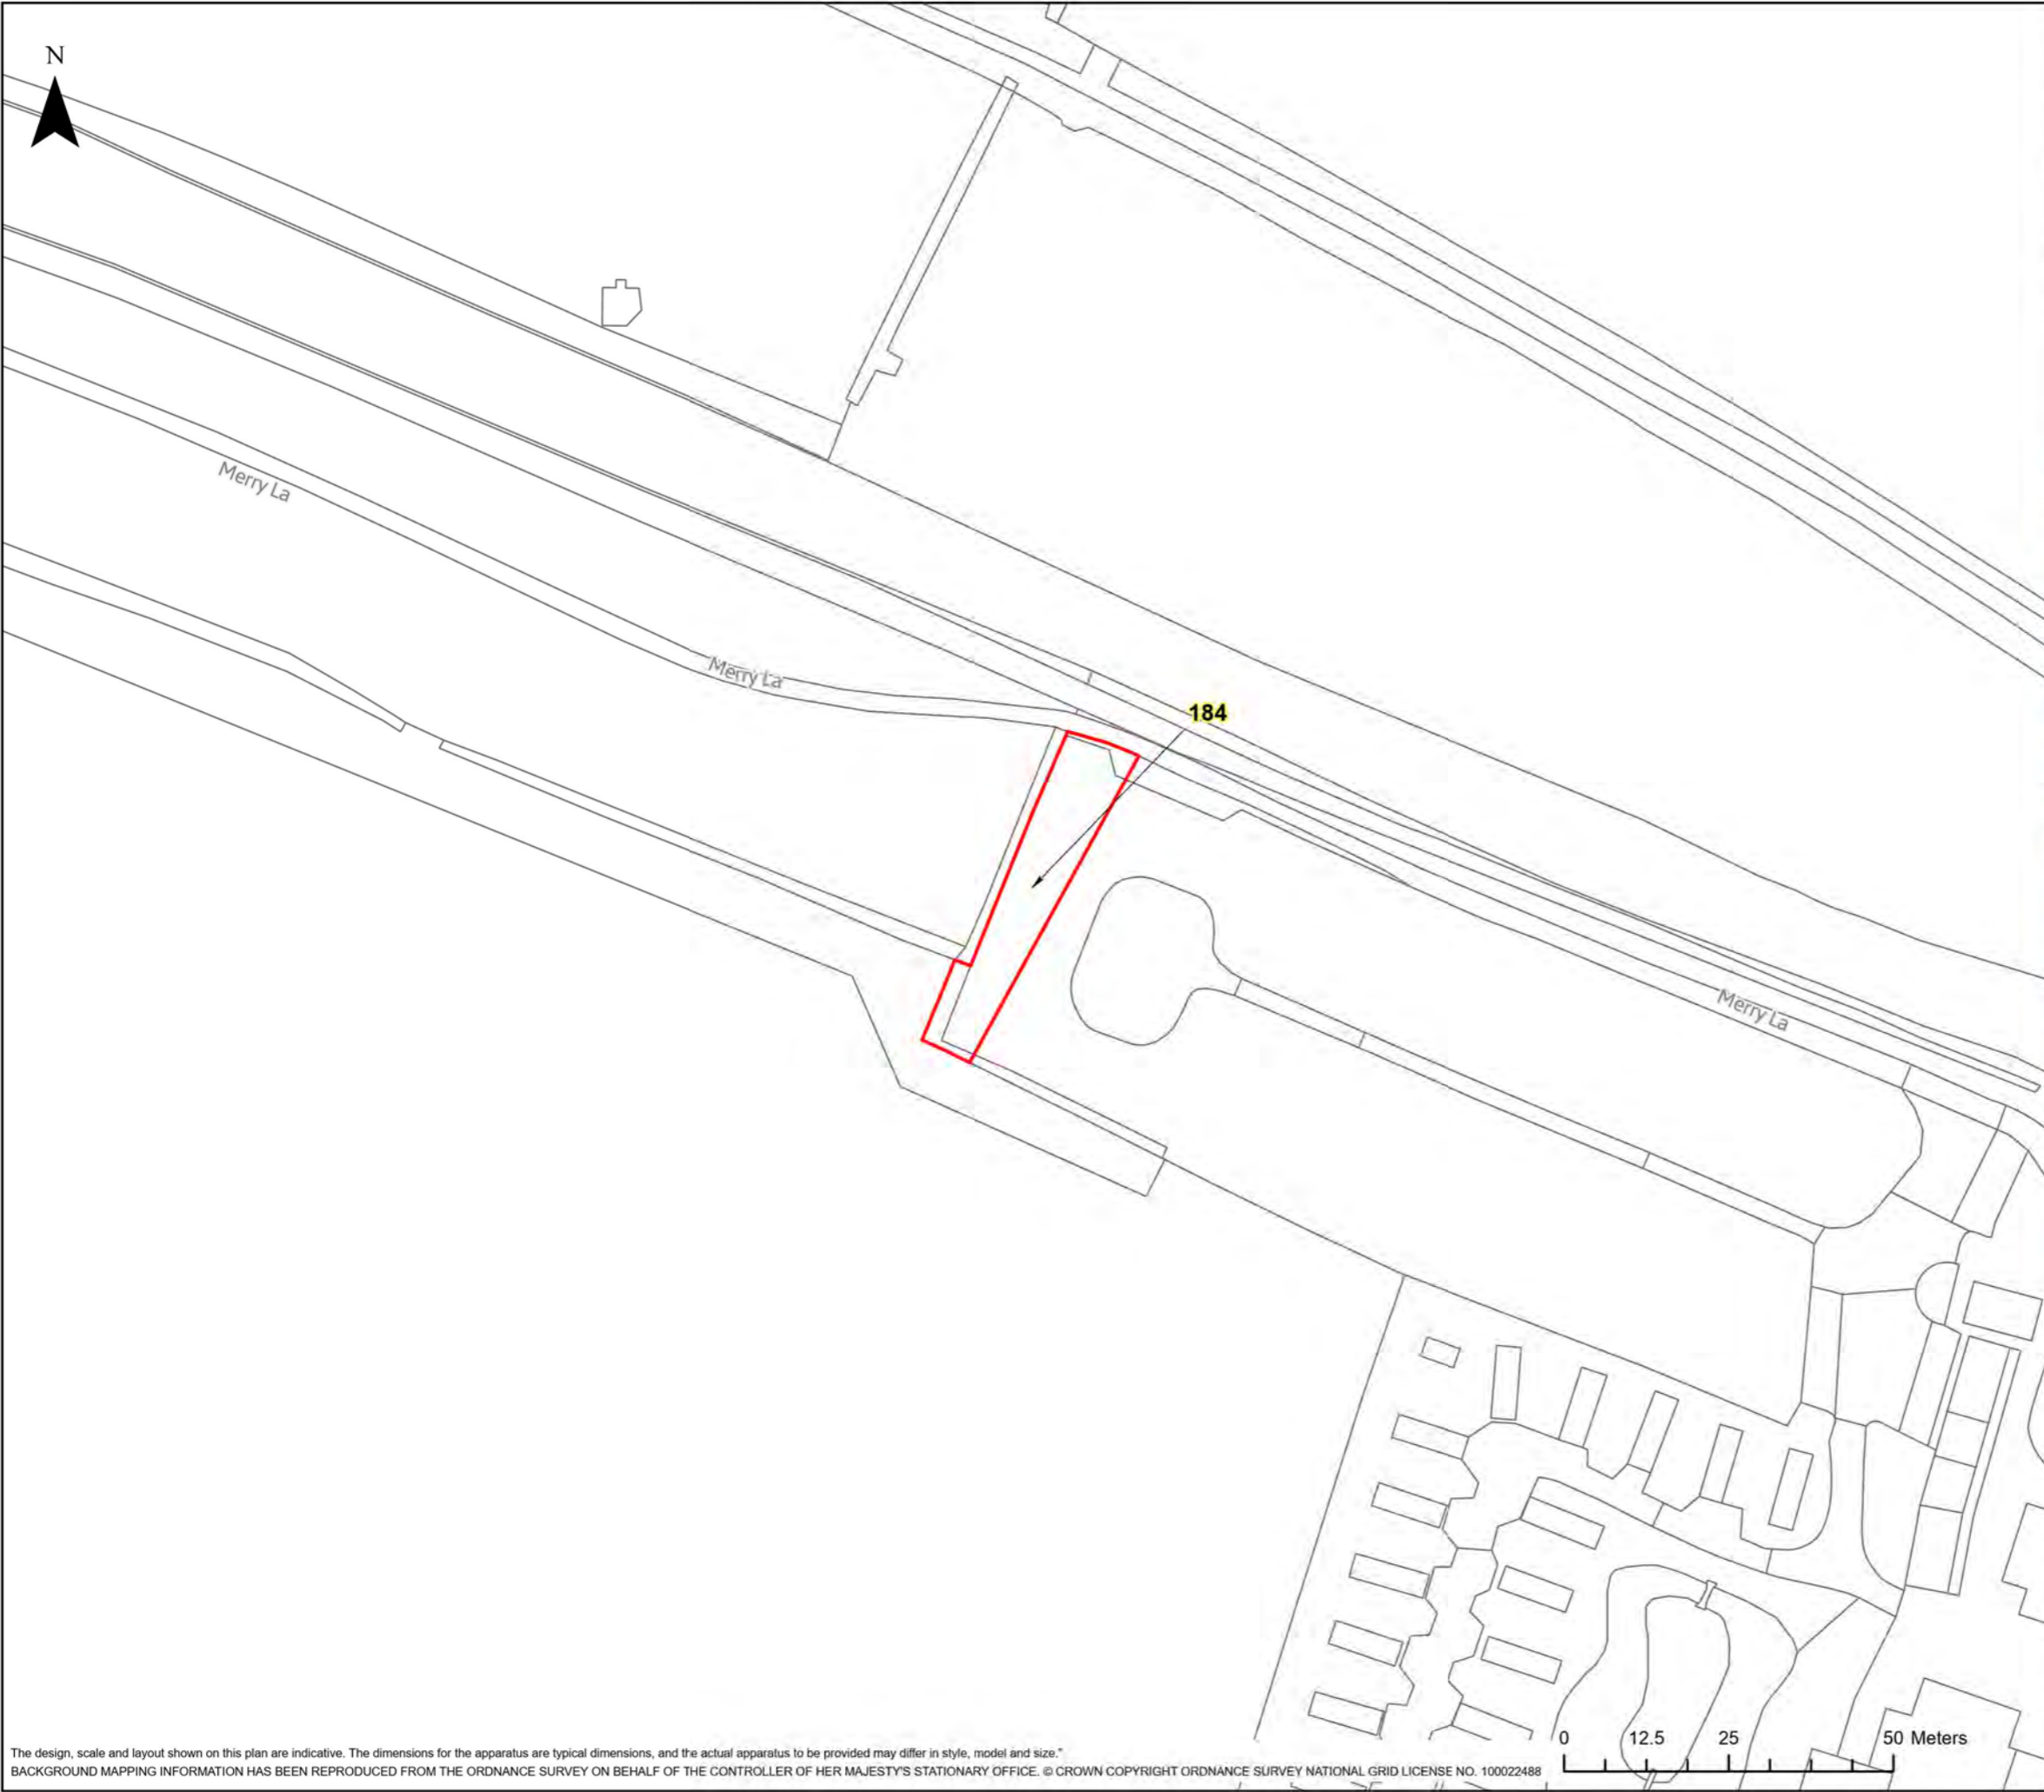 N
Merry La
Merry La
184
Merry La
0 12.5 25 50 Meters
The design, scale and layout shown on this plan are indicative. The dimensions for the apparatus are typical dimensions, and the actual apparatus to be provided may differ in style, model and size."
BACKGROUND MAPPING INFORMATION HAS BEEN REPRODUCED FROM THE ORDNANCE SURVEY ON BEHALF OF THE CONTROLLER OF HER MAJESTY'S STATIONARY OFFICE. © CROWN COPYRIGHT ORDNANCE SURVEY NATIONAL GRID LICENSE NO. 100022488